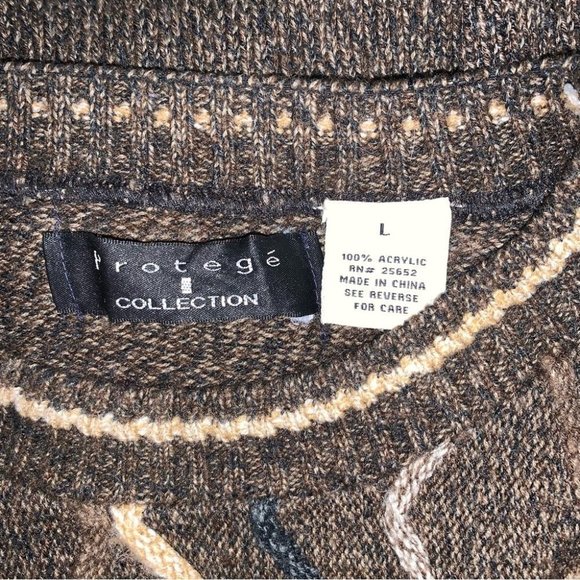 Protegé
COLLECTION
L
100% ACRYLIC
RN# 25652
MADE IN CHINA
SEE REVERSE
FOR CARE